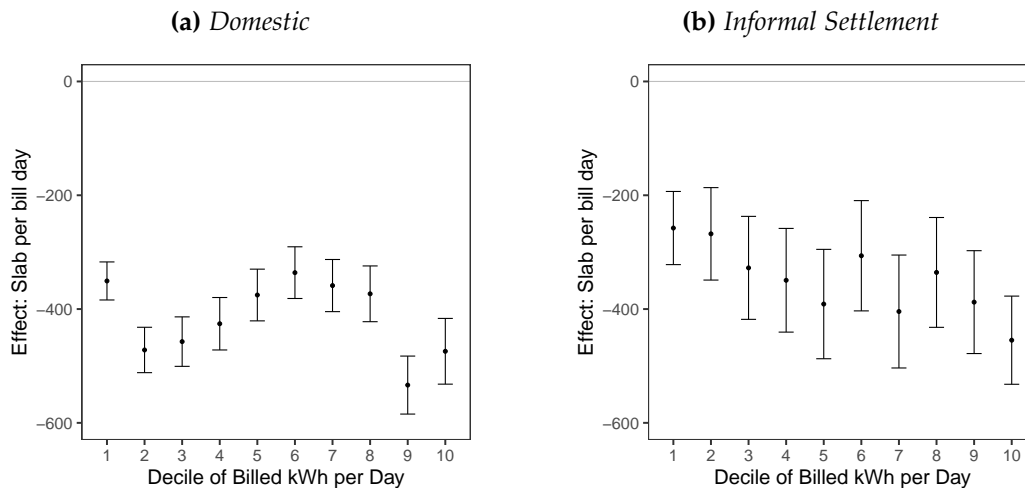 (a) Domestic
(b) Informal Settlement
Effect: Slab per bill day
0
−200
−400
−600
1 2 3 4 5 6 7 8 9 10
Decile of Billed kWh per Day
Effect: Slab per bill day
0
−200
−400
−600
1 2 3 4 5 6 7 8 9 10
Decile of Billed kWh per Day